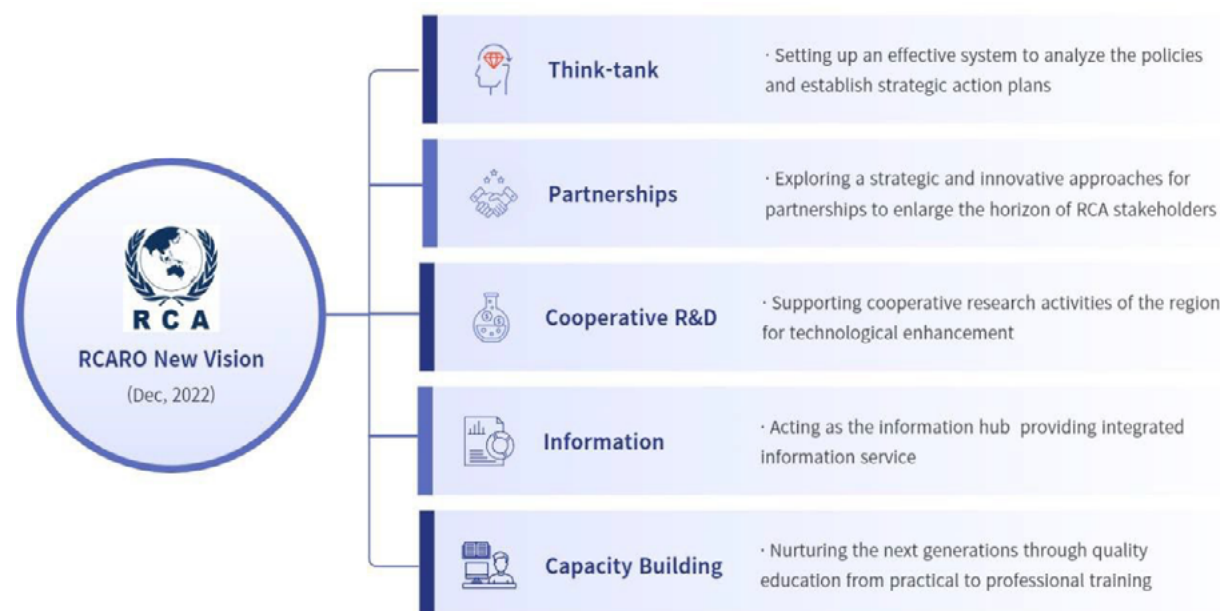 RCA
RCARO New Vision
(Dec, 2022)
Think-tank
· Setting up an effective system to analyze the policies
and establish strategic action plans
Partnerships
· Exploring a strategic and innovative approaches for
partnerships to enlarge the horizon of RCA stakeholders
Cooperative R&D
· Supporting cooperative research activities of the region
for technological enhancement
Information
· Acting as the information hub providing integrated
information service
Capacity Building
· Nurturing the next generations through quality
education from practical to professional training